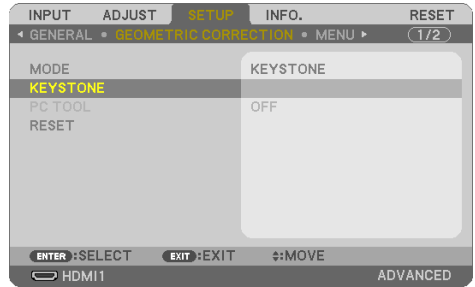 INPUT ADJUST SETUP INFO. RESET
◄ GENERAL • GEOMETRIC CORRECTION • MENU ► 1/2
MODE KEYSTONE
KEYSTONE
PC TOOL OFF
RESET
ENTER:SELECT EXIT:EXIT ♦:MOVE
HDMI1 ADVANCED